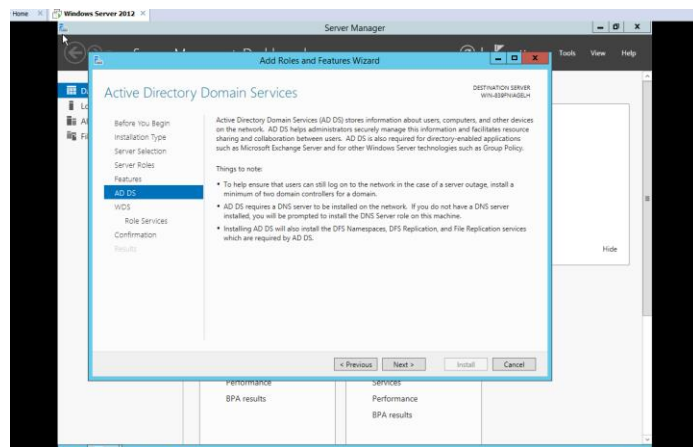 Home
Windows Server 2012
Server Manager
Tools View Help
Add Roles and Features Wizard
Active Directory Domain Services
DESTINATION SERVER
Before You Begin
Installation Type
Server Selection
Server Roles
Features
AD DS
WDS
Role Services
Confirmation
Results
Active Directory Domain Services (AD DS) stores information about users, computers, and other devices
on the network. AD DS helps administrators securely manage this information and facilitates resource
sharing and collaboration between users. AD DS is also required for directory-enabled applications
such as Microsoft Exchange Server and for other Windows Server technologies such as Group Policy.
Things to note:
• To help ensure that users can still log on to the network in the case of a server outage, install a
minimum of two domain controllers for a domain.
• AD DS requires a DNS server to be installed on the network. If you do not have a DNS server
installed, you will be prompted to install the DNS Server role on this machine.
• Installing AD DS will also install the DFS Namespaces, DFS Replication, and File Replication services
which are required by AD DS.
Hide
< Previous Next > Install Cancel
Performance
BPA results
Services
Performance
BPA results